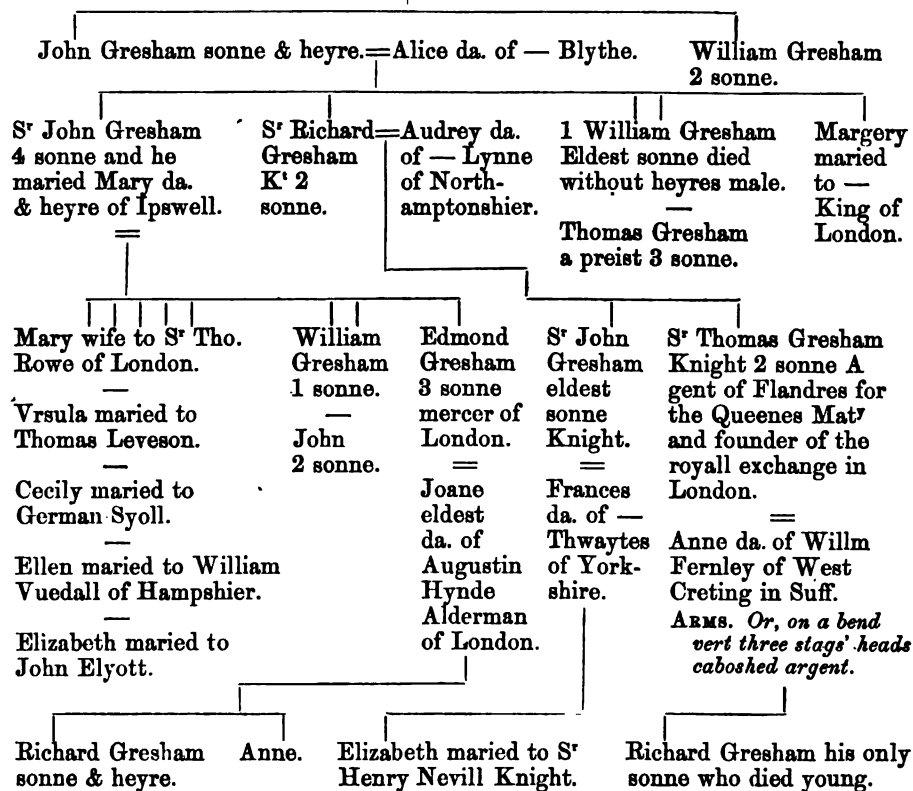 John Gresham sonne & heyre.=Alice da. of — Blythe.
William Gresham
2 sonne.
Sʳ John Gresham
4 sonne and he
maried Mary da.
& heyre of Ipswell.
=
Sʳ Richard=Audrey da.
Gresham of — Lynne
Kᵗ 2 of North-
sonne. amptonshier.
1 William Gresham
Eldest sonne died
without heyres male.
—
Thomas Gresham
a preist 3 sonne.
Margery
maried
to —
King of
London.
Mary wife to Sʳ Tho.
Rowe of London.
—
Vrsula maried to
Thomas Leveson.
—
Cecily maried to
German Syoll.
—
Ellen maried to William
Vuedall of Hampshier.
—
Elizabeth maried to
John Elyott.
William
Gresham
1 sonne.
—
John
2 sonne.
Edmond
Gresham
3 sonne
mercer of
London.
=
Joane
eldest
da. of
Augustin
Hynde
Alderman
of London.
Sʳ John
Gresham
eldest
sonne
Knight.
=
Frances
da. of —
Thwaytes
of York-
shire.
Sʳ Thomas Gresham
Knight 2 sonne A
gent of Flandres for
the Queenes Matʸ
and founder of the
royall exchange in
London.
=
Anne da. of Willm
Fernley of West
Creting in Suff.
ARMS. Or, on a bend
vert three stags' heads
caboshed argent.
Richard Gresham
sonne & heyre.
Anne.
Elizabeth maried to Sʳ
Henry Nevill Knight.
Richard Gresham his only
sonne who died young.